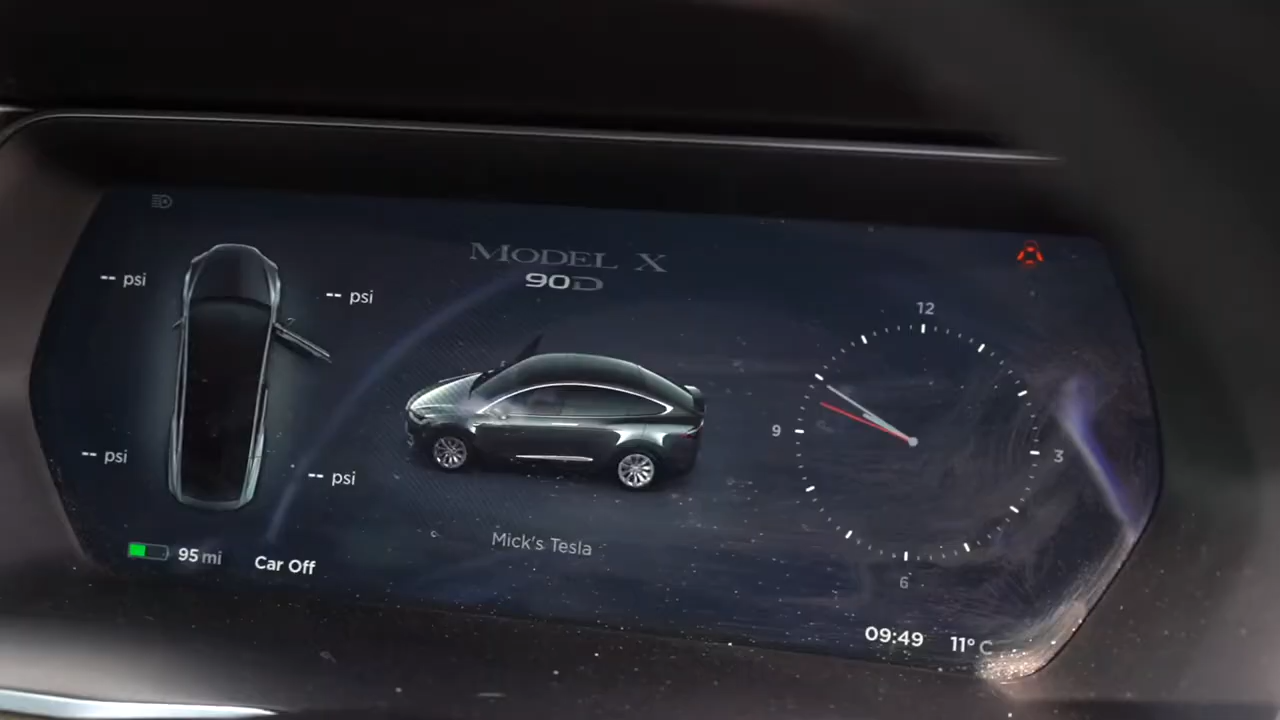 MODEL X
90D
-- psi
-- psi
-- psi
-- psi
12
9
3
6
Mick's Tesla
95 mi
Car Off
09:49
11° C